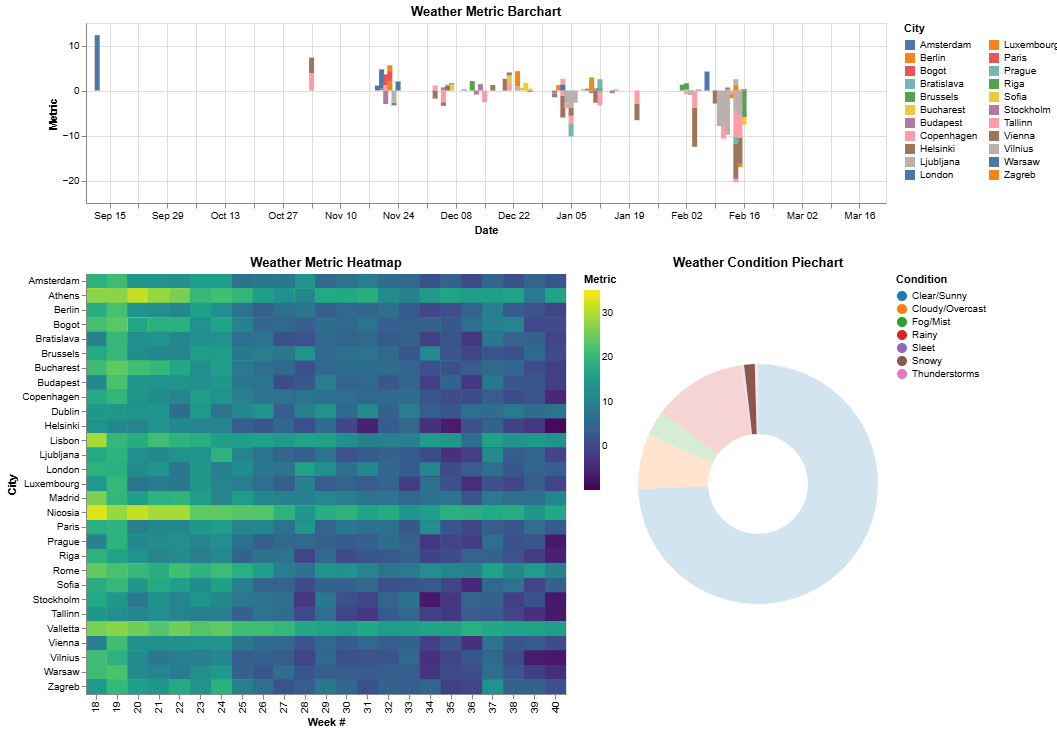 Weather Metric Barchart
10
0
−10
−20
Metric
Sep 15
Sep 29
Oct 13
Oct 27
Nov 10
Nov 24
Dec 08
Dec 22
Jan 05
Jan 19
Feb 02
Feb 16
Mar 02
Mar 16
Date
City
Amsterdam
Berlin
Bogot
Bratislava
Brussels
Bucharest
Budapest
Copenhagen
Helsinki
Ljubljana
London
Luxembourg
Paris
Prague
Riga
Sofia
Stockholm
Tallinn
Vienna
Vilnius
Warsaw
Zagreb
Weather Metric Heatmap
City
Amsterdam
Athens
Berlin
Bogot
Bratislava
Brussels
Bucharest
Budapest
Copenhagen
Dublin
Helsinki
Lisbon
Ljubljana
London
Luxembourg
Madrid
Nicosia
Paris
Prague
Riga
Rome
Sofia
Stockholm
Tallinn
Valletta
Vienna
Vilnius
Warsaw
Zagreb
18
19
20
21
22
23
24
25
26
27
28
29
30
31
32
33
34
35
36
37
38
39
40
Week #
Metric
30
20
10
0
Weather Condition Piechart
Condition
Clear/Sunny
Cloudy/Overcast
Fog/Mist
Rainy
Sleet
Snowy
Thunderstorms